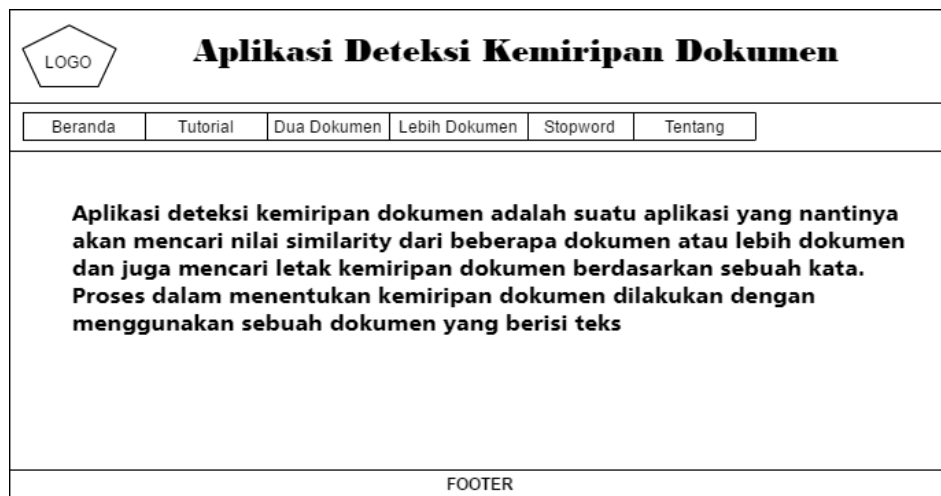 LOGO
Aplikasi Deteksi Kemiripan Dokumen
Beranda Tutorial Dua Dokumen Lebih Dokumen Stopword Tentang
Aplikasi deteksi kemiripan dokumen adalah suatu aplikasi yang nantinya
akan mencari nilai similarity dari beberapa dokumen atau lebih dokumen
dan juga mencari letak kemiripan dokumen berdasarkan sebuah kata.
Proses dalam menentukan kemiripan dokumen dilakukan dengan
menggunakan sebuah dokumen yang berisi teks
FOOTER